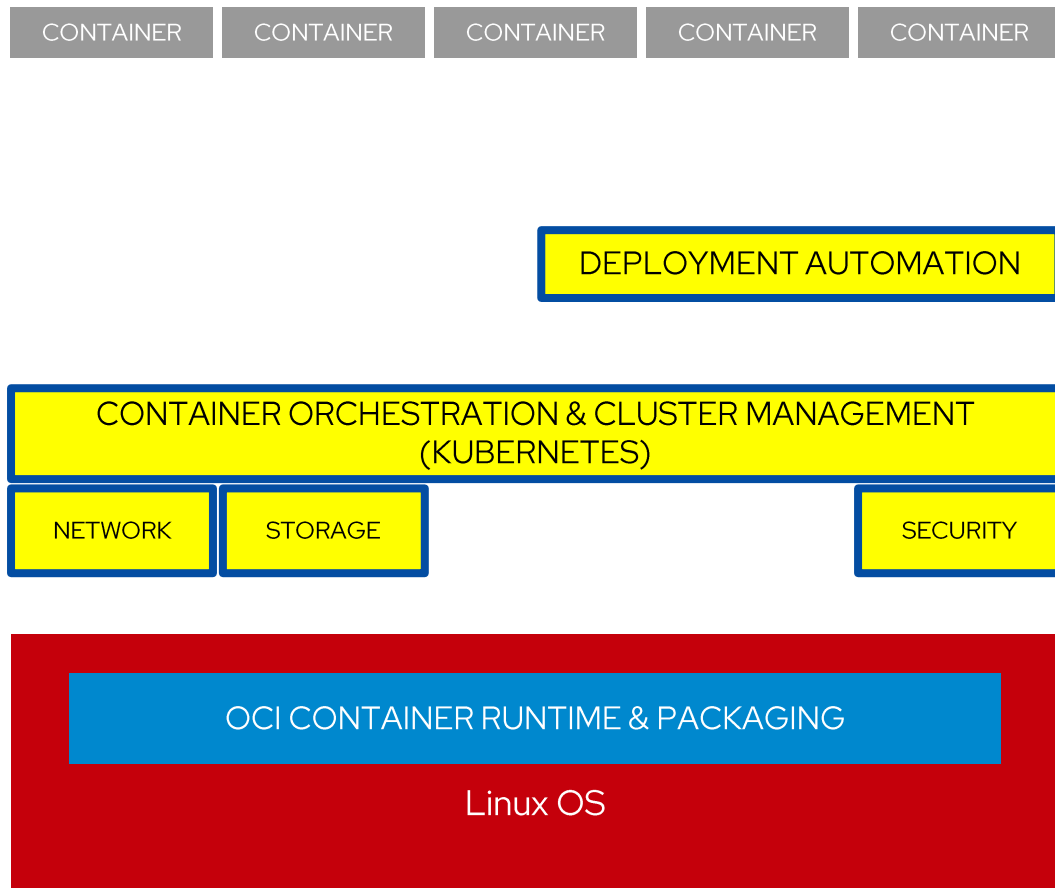 CONTAINER CONTAINER CONTAINER CONTAINER CONTAINER
DEPLOYMENT AUTOMATION
CONTAINER ORCHESTRATION & CLUSTER MANAGEMENT
(KUBERNETES)
NETWORK STORAGE SECURITY
OCI CONTAINER RUNTIME & PACKAGING
Linux OS